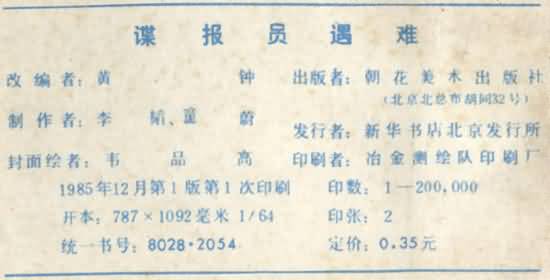 谍报员遇难
改编者：黄钟
制作者：李韬、童蔚
封面绘者：韦品高
1985年12月第1版第1次印刷
开本：787×1092毫米 1/64
统一书号：8028·2054
出版者：朝花美术出版社
（北京北总布胡同32号）
发行者：新华书店北京发行所
印刷者：冶金测绘队印刷厂
印数：1—200,000
印张：2
定价：0.35元